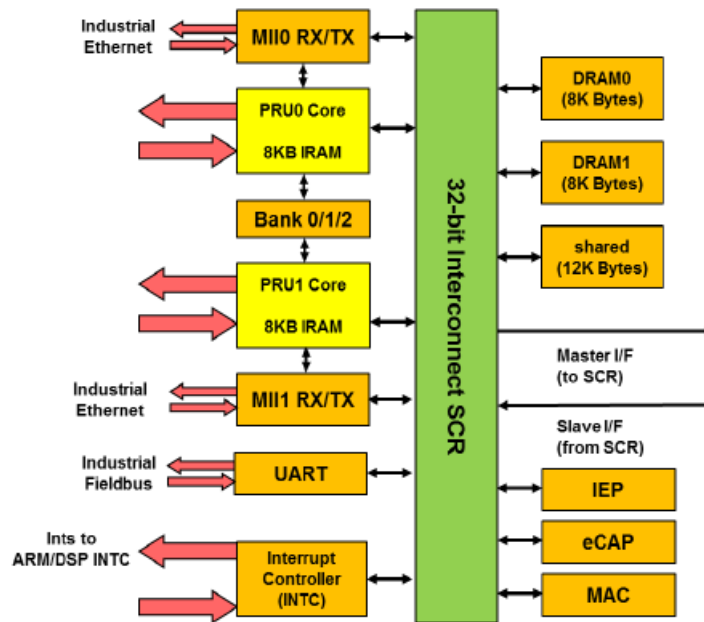 Industrial
Ethernet
MII0 RX/TX
PRU0 Core
8KB IRAM
Bank 0/1/2
PRU1 Core
8KB IRAM
Industrial
Ethernet
MII1 RX/TX
Industrial
Fieldbus
UART
Ints to
ARM/DSP INTC
Interrupt
Controller
(INTC)
32-bit Interconnect SCR
DRAM0
(8K Bytes)
DRAM1
(8K Bytes)
shared
(12K Bytes)
Master I/F
(to SCR)
Slave I/F
(from SCR)
IEP
eCAP
MAC